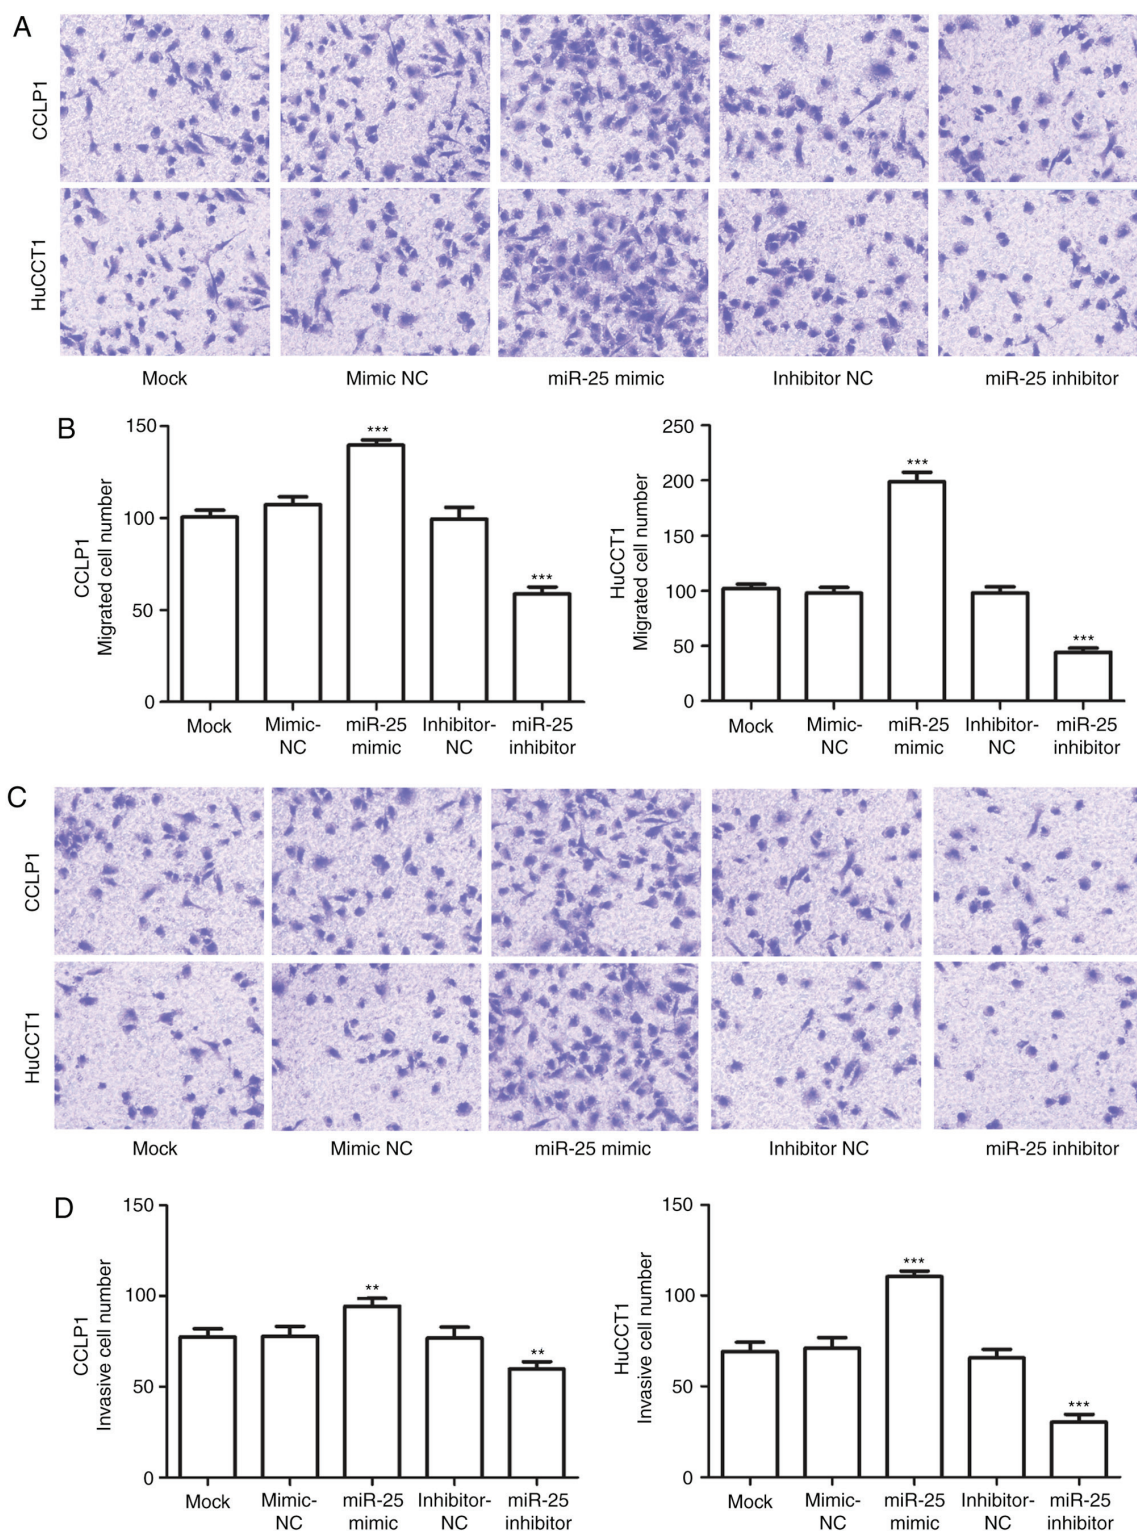 A
CCLP1
HuCCT1
Mock
Mimic NC
miR-25 mimic
Inhibitor NC
miR-25 inhibitor
B
CCLP1
Migrated cell number
150
100
50
0
***
***
Mock
Mimic-
NC
miR-25
mimic
Inhibitor-
NC
miR-25
inhibitor
HuCCT1
Migrated cell number
250
200
150
100
50
0
***
***
Mock
Mimic-
NC
miR-25
mimic
Inhibitor-
NC
miR-25
inhibitor
C
CCLP1
HuCCT1
Mock
Mimic NC
miR-25 mimic
Inhibitor NC
miR-25 inhibitor
D
CCLP1
Invasive cell number
150
100
50
0
**
**
Mock
Mimic-
NC
miR-25
mimic
Inhibitor-
NC
miR-25
inhibitor
HuCCT1
Invasive cell number
150
100
50
0
***
***
Mock
Mimic-
NC
miR-25
mimic
Inhibitor-
NC
miR-25
inhibitor